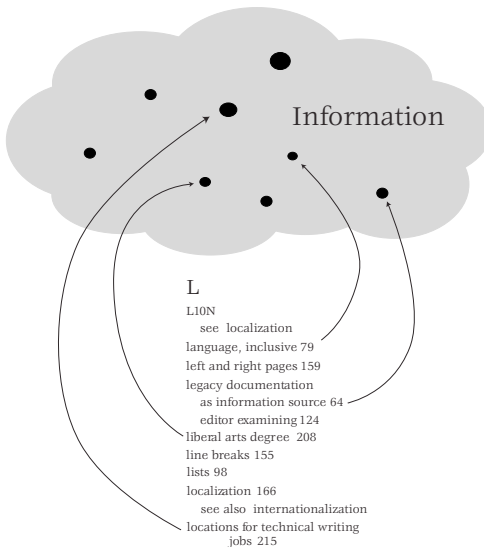 Information
L
L10N
see localization
language, inclusive 79
left and right pages 159
legacy documentation
as information source 64
editor examining 124
liberal arts degree 208
line breaks 155
lists 98
localization 166
see also internationalization
locations for technical writing
jobs 215